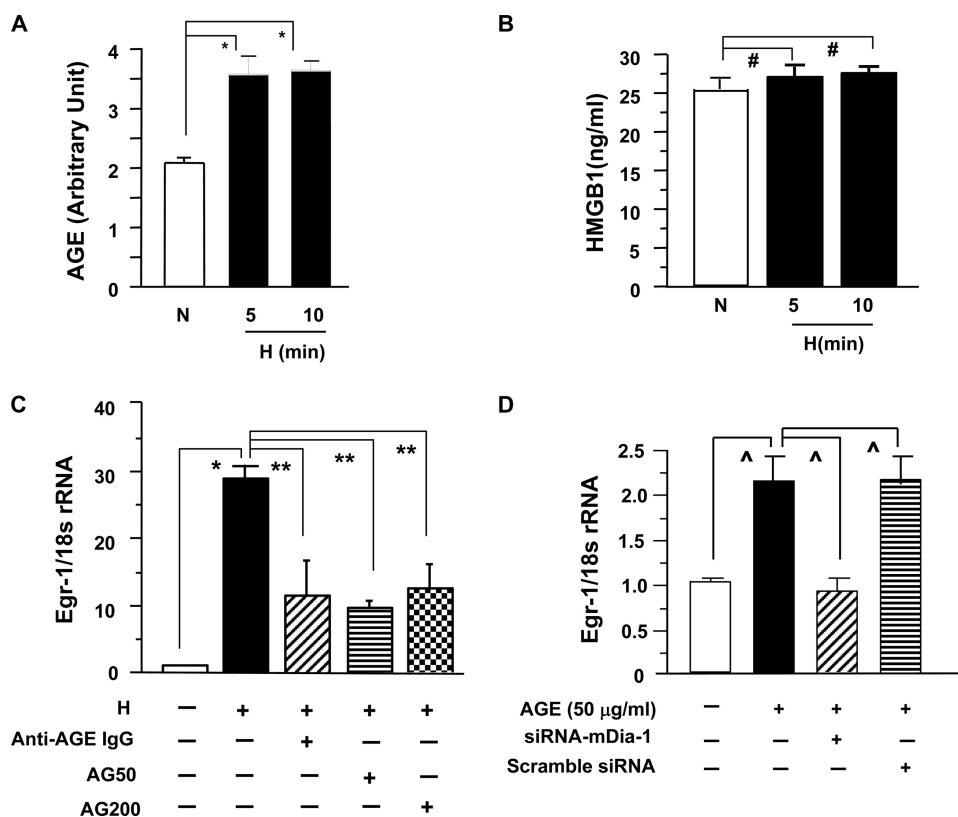 A
AGE (Arbitrary Unit)
4
3
2
1
0
*
*
N
5
10
H (min)
B
HMGB1(ng/ml)
30
25
20
15
10
5
0
#
#
N
5
10
H(min)
C
Egr-1/18s rRNA
40
30
20
10
0
*
**
**
**
H — + + + +
Anti-AGE IgG — — + — —
AG50 — — — + —
AG200 — — — — +
D
Egr-1/18s rRNA
2.5
2.0
1.5
1.0
0.5
0
^
^
^
AGE (50 μg/ml) — + + +
siRNA-mDia-1 — — + —
Scramble siRNA — — — +